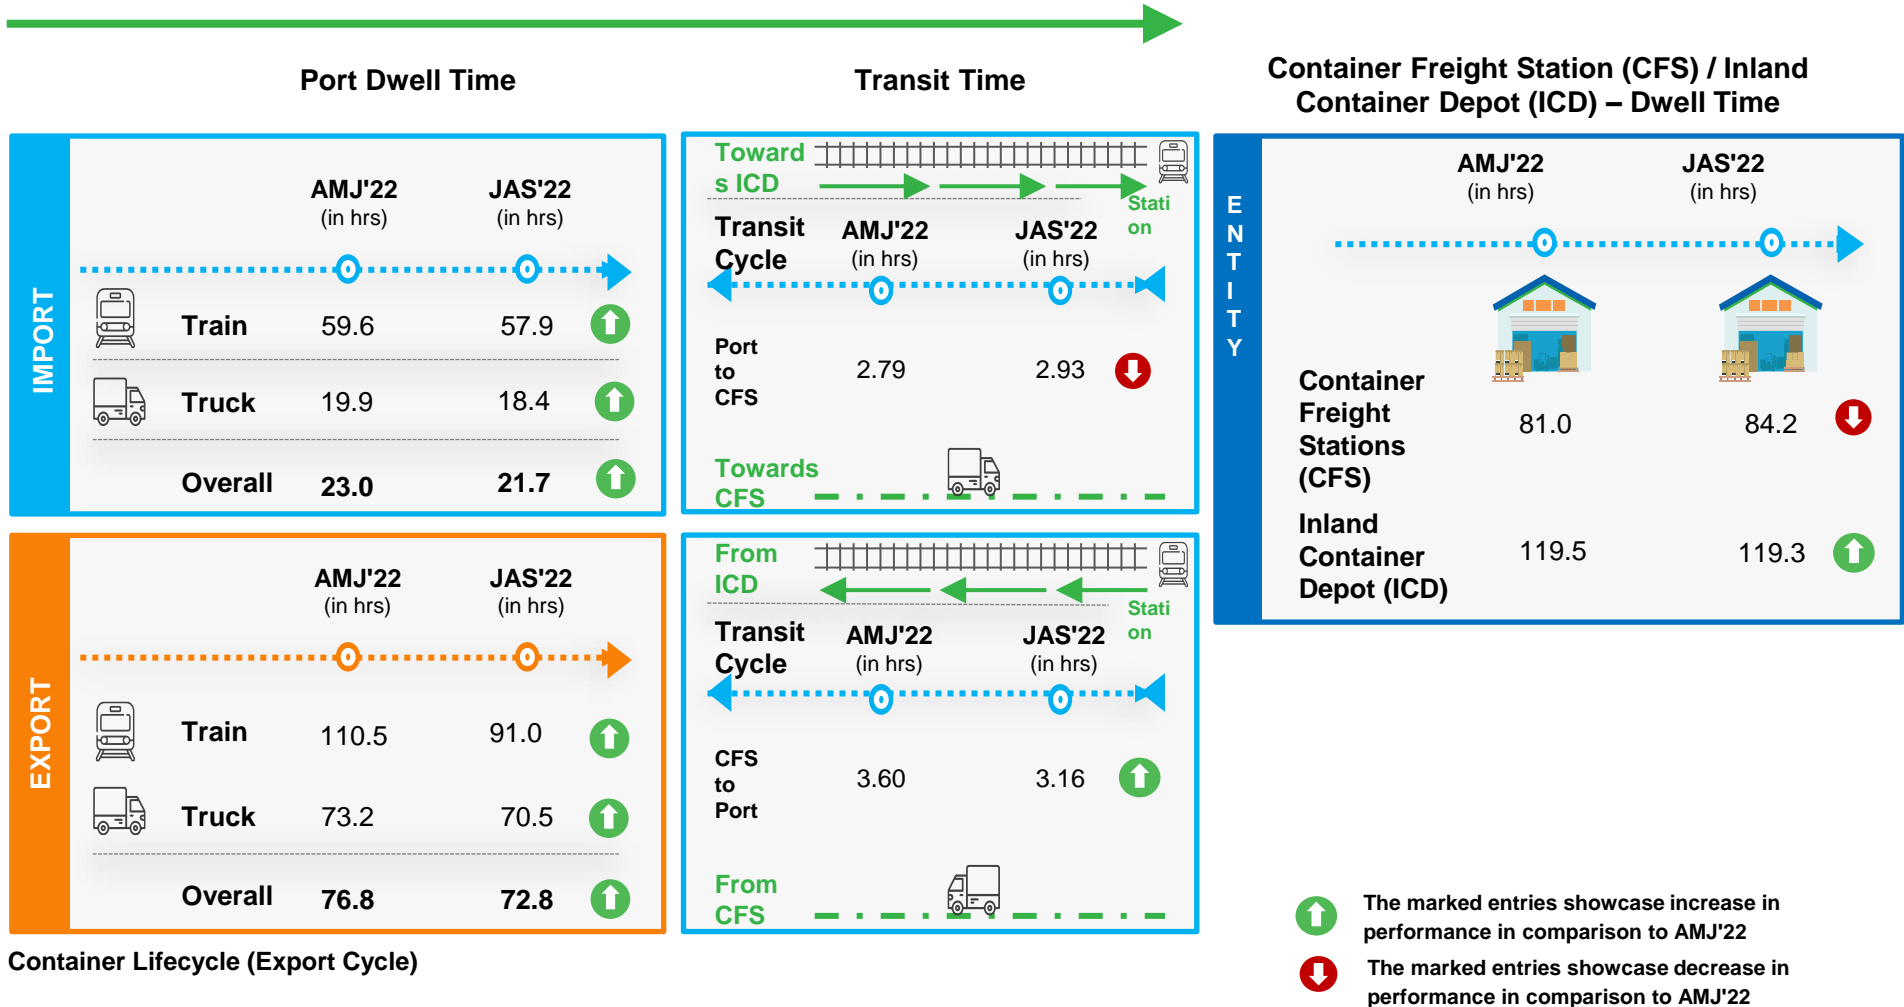 Port Dwell Time
Transit Time
Container Freight Station (CFS) / Inland
Container Depot (ICD) – Dwell Time
IMPORT
AMJ'22
(in hrs)
JAS'22
(in hrs)
Train
59.6
57.9
Truck
19.9
18.4
Overall
23.0
21.7
Toward
s ICD
Stati
on
Transit
Cycle
AMJ'22
(in hrs)
JAS'22
(in hrs)
Port
to
CFS
2.79
2.93
Towards
CFS
ENTITY
AMJ'22
(in hrs)
JAS'22
(in hrs)
Container
Freight
Stations
(CFS)
81.0
84.2
Inland
Container
Depot (ICD)
119.5
119.3
EXPORT
AMJ'22
(in hrs)
JAS'22
(in hrs)
Train
110.5
91.0
Truck
73.2
70.5
Overall
76.8
72.8
From
ICD
Stati
on
Transit
Cycle
AMJ'22
(in hrs)
JAS'22
(in hrs)
CFS
to
Port
3.60
3.16
From
CFS
Container Lifecycle (Export Cycle)
The marked entries showcase increase in
performance in comparison to AMJ'22
The marked entries showcase decrease in
performance in comparison to AMJ'22